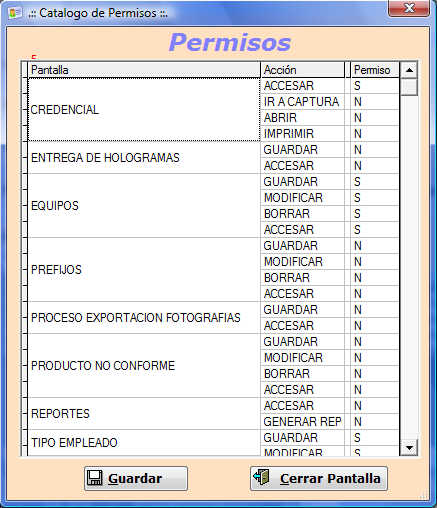 .:: Catalogo de Permisos ::.
Permisos
Pantalla Acción Permiso
CREDENCIAL ACCESAR S
IR A CAPTURA N
ABRIR N
IMPRIMIR N
ENTREGA DE HOLOGRAMAS GUARDAR N
ACCESAR N
EQUIPOS GUARDAR S
MODIFICAR S
BORRAR S
ACCESAR S
PREFIJOS GUARDAR N
MODIFICAR N
BORRAR N
ACCESAR N
PROCESO EXPORTACION FOTOGRAFIAS GUARDAR N
ACCESAR N
PRODUCTO NO CONFORME GUARDAR N
MODIFICAR N
BORRAR N
ACCESAR N
REPORTES ACCESAR N
GENERAR REP N
TIPO EMPLEADO GUARDAR S
MODIFICAR S
Guardar Cerrar Pantalla